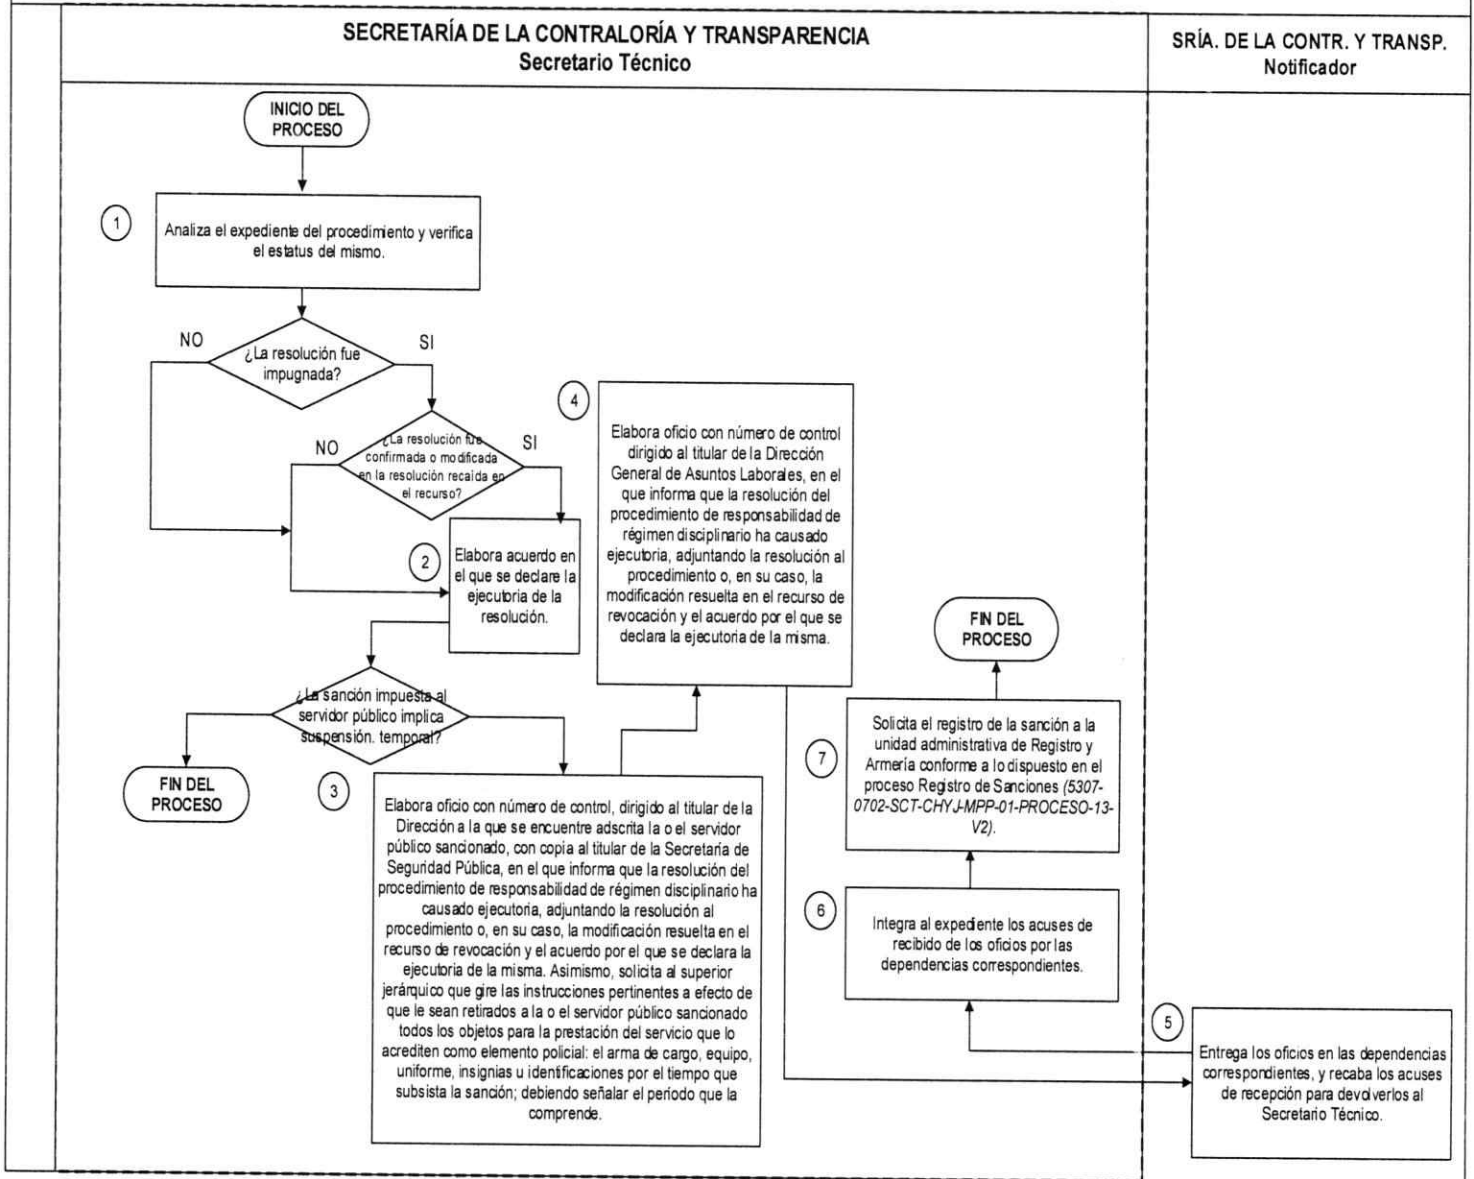 SECRETARÍA DE LA CONTRALORÍA Y TRANSPARENCIA
Secretario Técnico
SRÍA. DE LA CONTR. Y TRANSP.
Notificador
INICIO DEL
PROCESO
1
Analiza el expediente del procedimiento y verifica
el estatus del mismo.
NO
¿La resolución fue
impugnada?
SI
NO
¿La resolución fue
confirmada o modificada
en la resolución recaída en
el recurso?
SI
2
Elabora acuerdo en
el que se declare la
ejecutoria de la
resolución.
¿La sanción impuesta al
servidor público implica
suspensión. temporal?
FIN DEL
PROCESO
3
Elabora oficio con número de control, dirigido al titular de la
Dirección a la que se encuentre adscrita la o el servidor
público sancionado, con copia al titular de la Secretaría de
Seguridad Pública, en el que informa que la resolución del
procedimiento de responsabilidad de régimen disciplinario ha
causado ejecutoria, adjuntando la resolución al
procedimiento o, en su caso, la modificación resuelta en el
recurso de revocación y el acuerdo por el que se declara la
ejecutoria de la misma. Asimismo, solicita al superior
jerárquico que gire las instrucciones pertinentes a efecto de
que le sean retirados a la o el servidor público sancionado
todos los objetos para la prestación del servicio que lo
acrediten como elemento policial: el arma de cargo, equipo,
uniforme, insignias u identificaciones por el tiempo que
subsista la sanción; debiendo señalar el período que la
comprende.
4
Elabora oficio con número de control
dirigido al titular de la Dirección
General de Asuntos Laborales, en el
que informa que la resolución del
procedimiento de responsabilidad de
régimen disciplinario ha causado
ejecutoria, adjuntando la resolución al
procedimiento o, en su caso, la
modificación resuelta en el recurso de
revocación y el acuerdo por el que se
declara la ejecutoria de la misma.
5
Entrega los oficios en las dependencias
correspondientes, y recaba los acuses
de recepción para devolverlos al
Secretario Técnico.
6
Integra al expediente los acuses de
recibido de los oficios por las
dependencias correspondientes.
7
Solicita el registro de la sanción a la
unidad administrativa de Registro y
Armería conforme a lo dispuesto en el
proceso Registro de Sanciones (5307-
0702-SCT-CHYJ-MPP-01-PROCESO-13-
V2).
FIN DEL
PROCESO